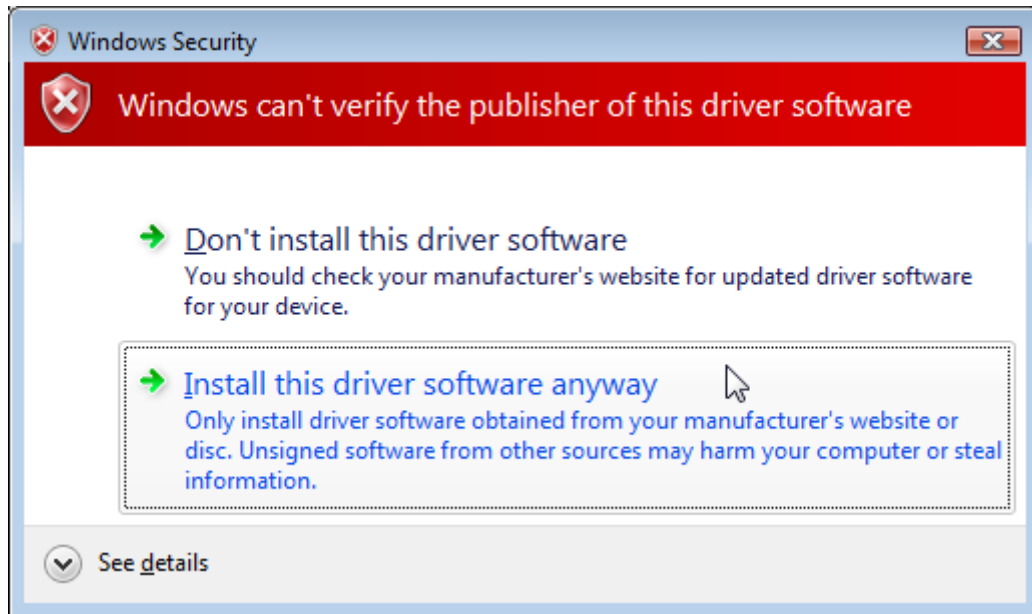 Windows Security
Windows can't verify the publisher of this driver software
Don't install this driver software
You should check your manufacturer's website for updated driver software
for your device.
Install this driver software anyway
Only install driver software obtained from your manufacturer's website or
disc. Unsigned software from other sources may harm your computer or steal
information.
See details